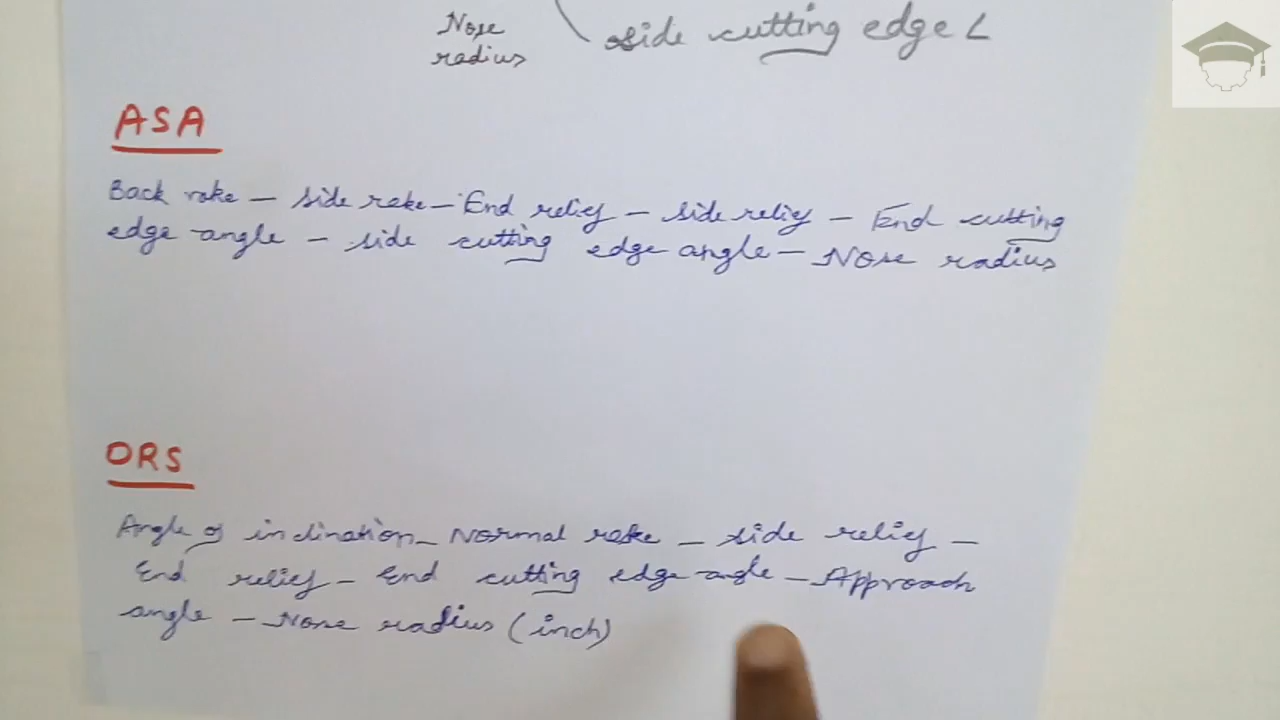 Nose
radius
side cutting edge <
ASA
Back rake - side rake - End relief - side relief - End cutting
edge angle - side cutting edge angle - Nose radius
ORS
Angle of inclination - Normal rake - side relief -
End relief - End cutting edge angle - Approach
angle - Nose radius (inch)